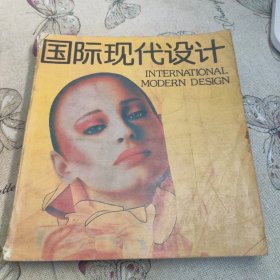 国际现代设计
INTERNATIONAL
MODERN DESIGN